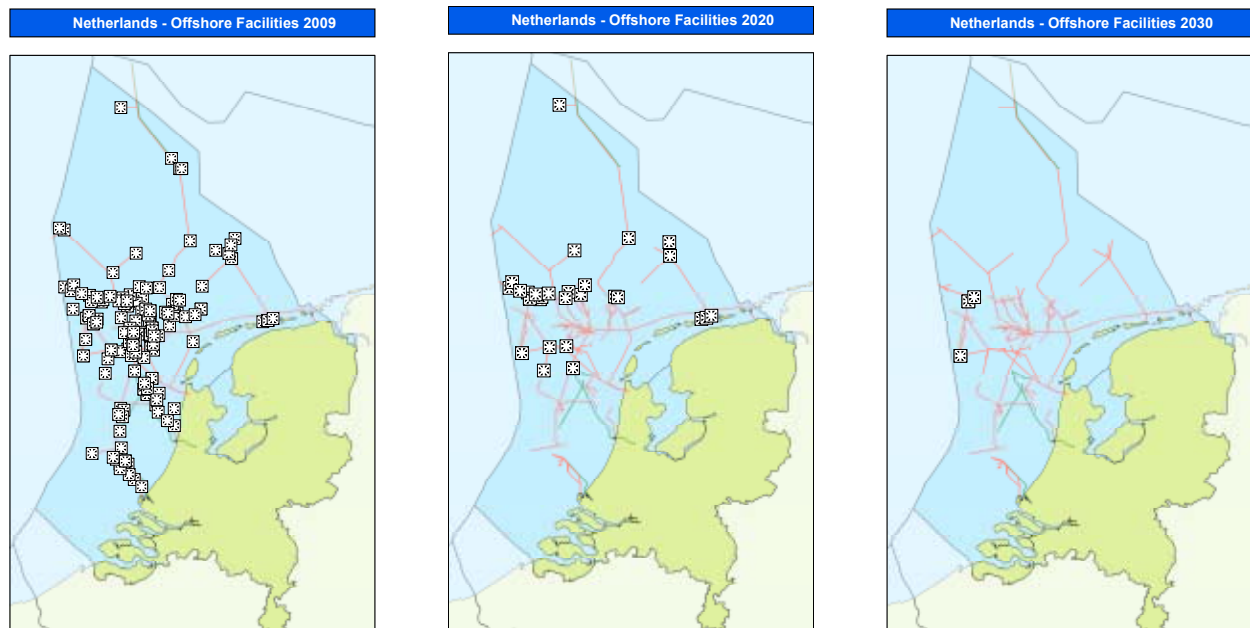 Netherlands - Offshore Facilities 2009
Netherlands - Offshore Facilities 2020
Netherlands - Offshore Facilities 2030